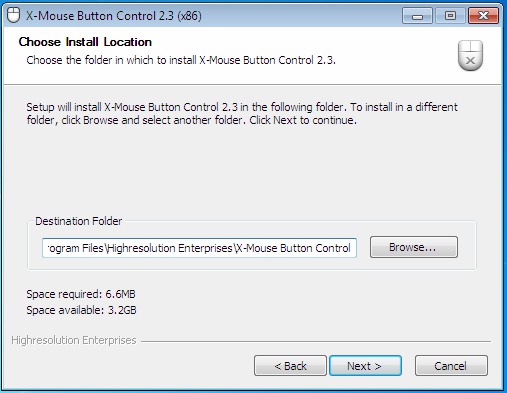 X-Mouse Button Control 2.3 (x86)
Choose Install Location
Choose the folder in which to install X-Mouse Button Control 2.3.
Setup will install X-Mouse Button Control 2.3 in the following folder. To install in a different
folder, click Browse and select another folder. Click Next to continue.
Destination Folder
ogram Files\Highresolution Enterprises\X-Mouse Button Control
Browse...
Space required: 6.6MB
Space available: 3.2GB
Highresolution Enterprises
< Back
Next >
Cancel